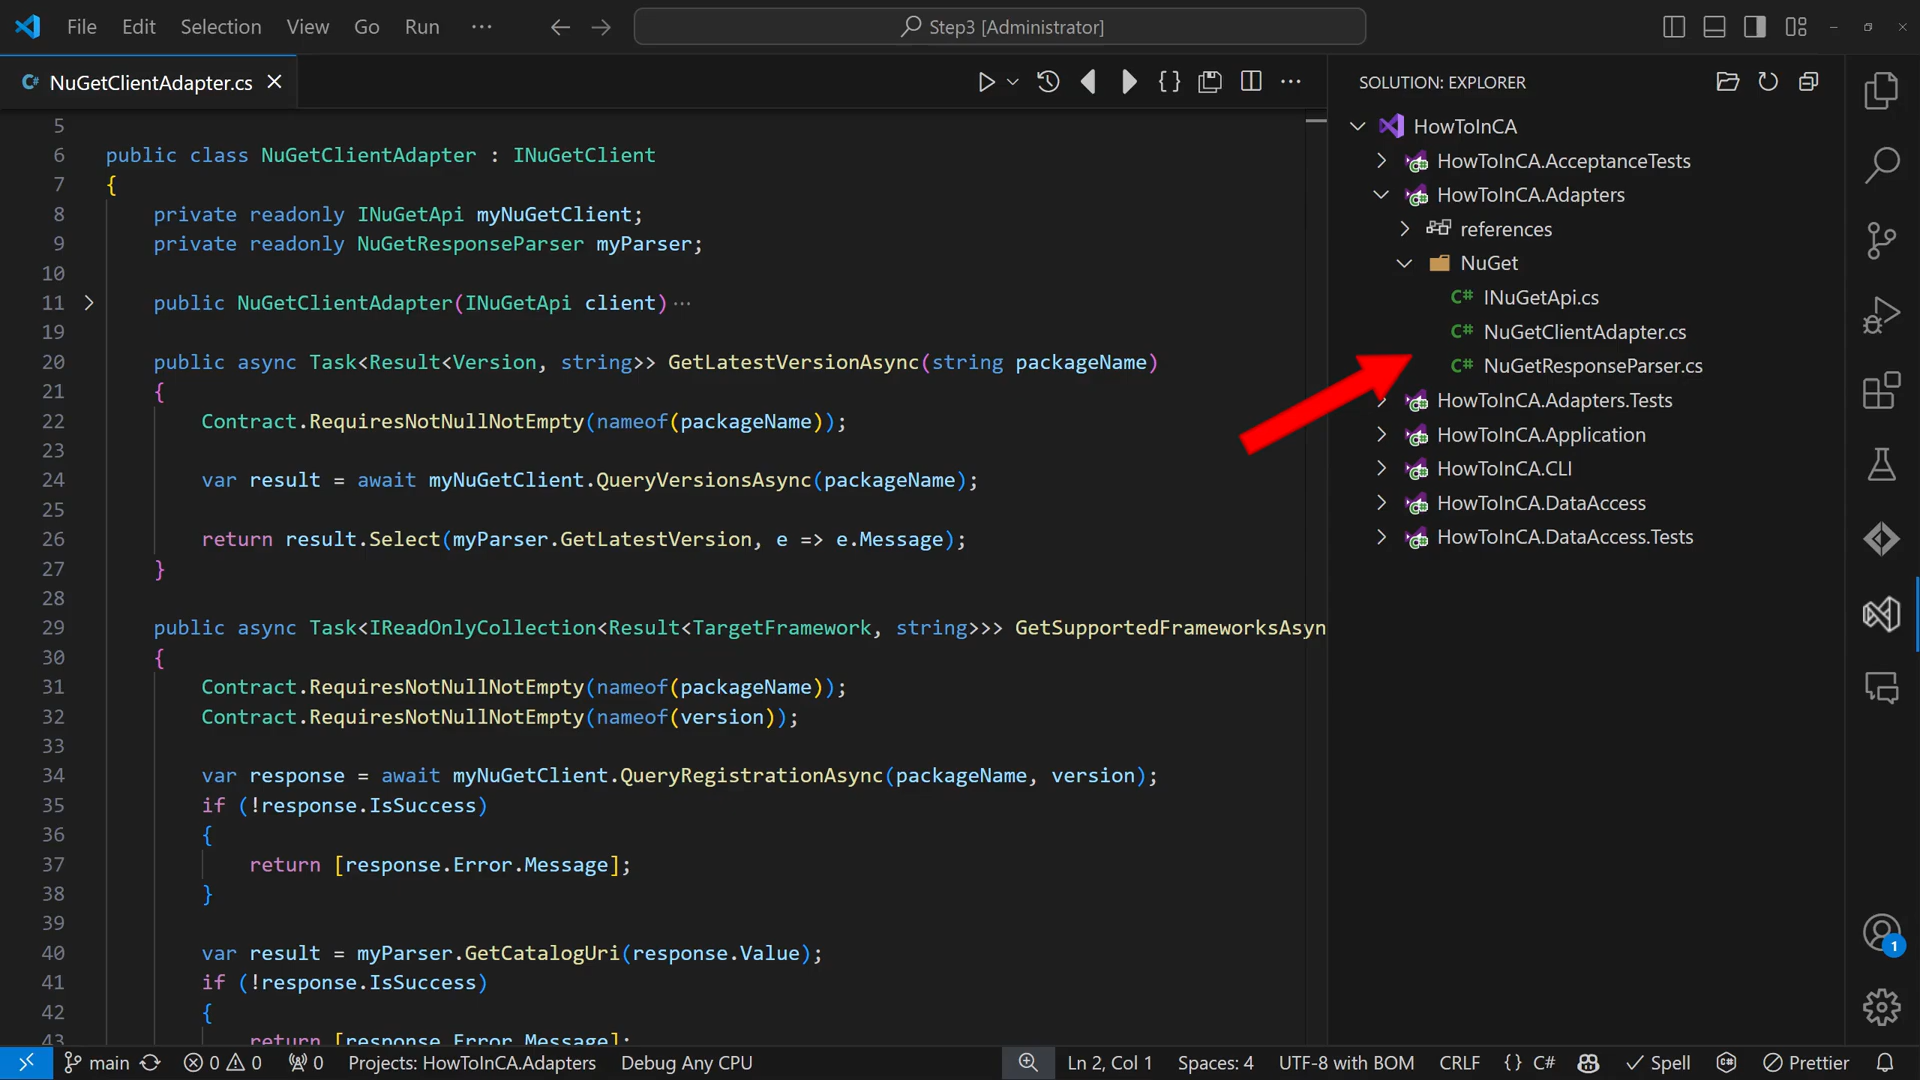 File Edit Selection View Go Run ... Step3 [Administrator]
C# NuGetClientAdapter.cs
5
6 public class NuGetClientAdapter : INuGetClient
7 {
8 private readonly INuGetApi myNuGetClient;
9 private readonly NuGetResponseParser myParser;
10
11 public NuGetClientAdapter(INuGetApi client)...
19
20 public async Task<Result<Version, string>> GetLatestVersionAsync(string packageName)
21 {
22 Contract.RequiresNotNullNotEmpty(nameof(packageName));
23
24 var result = await myNuGetClient.QueryVersionsAsync(packageName);
25
26 return result.Select(myParser.GetLatestVersion, e => e.Message);
27 }
28
29 public async Task<IReadOnlyCollection<Result<TargetFramework, string>>> GetSupportedFrameworksAsyn
30 {
31 Contract.RequiresNotNullNotEmpty(nameof(packageName));
32 Contract.RequiresNotNullNotEmpty(nameof(version));
33
34 var response = await myNuGetClient.QueryRegistrationAsync(packageName, version);
35 if (!response.IsSuccess)
36 {
37 return [response.Error.Message];
38 }
39
40 var result = myParser.GetCatalogUri(response.Value);
41 if (!response.IsSuccess)
42 {
43 return [response.Error.Message];
SOLUTION: EXPLORER
HowToInCA
HowToInCA.AcceptanceTests
HowToInCA.Adapters
references
NuGet
C# INuGetApi.cs
C# NuGetClientAdapter.cs
C# NuGetResponseParser.cs
HowToInCA.Adapters.Tests
HowToInCA.Application
HowToInCA.CLI
HowToInCA.DataAccess
HowToInCA.DataAccess.Tests
1
main 0 0 0 Projects: HowToInCA.Adapters Debug Any CPU Ln 2, Col 1 Spaces: 4 UTF-8 with BOM CRLF {} C# Spell Prettier